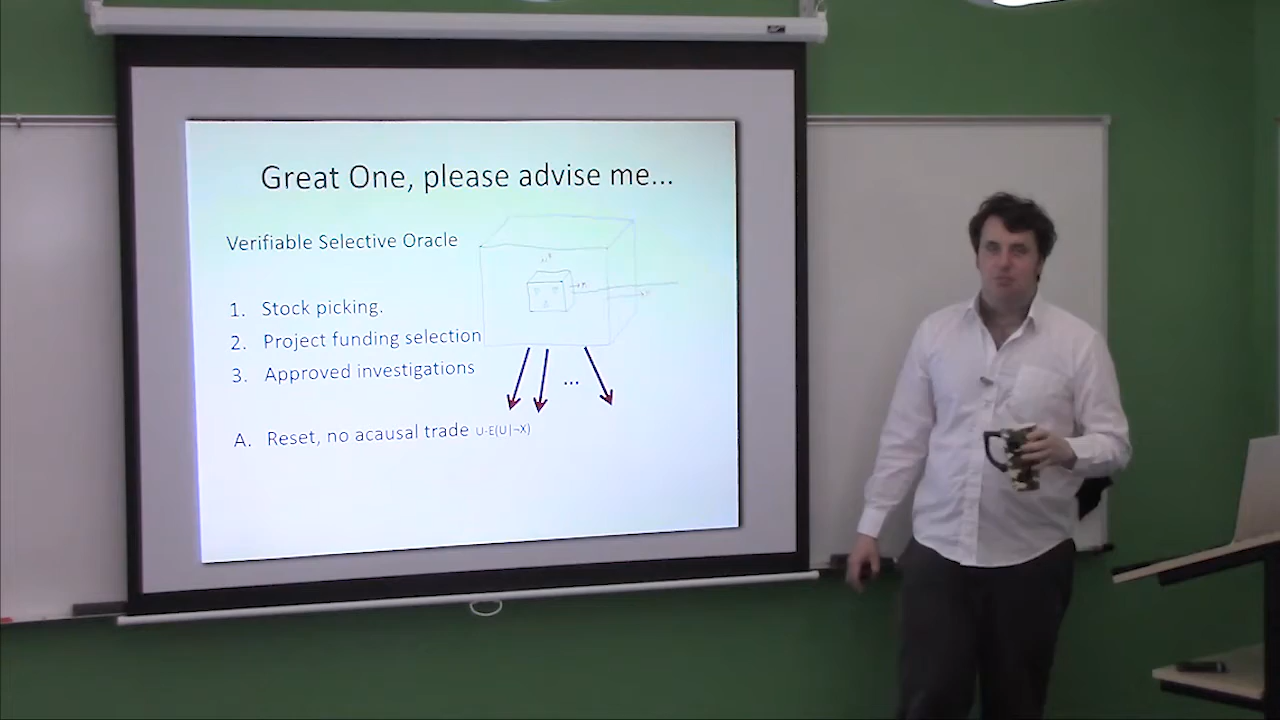 Great One, please advise me...
Verifiable Selective Oracle
1. Stock picking.
2. Project funding selection
3. Approved investigations
...
A. Reset, no acausal trade U-E(U|¬X)